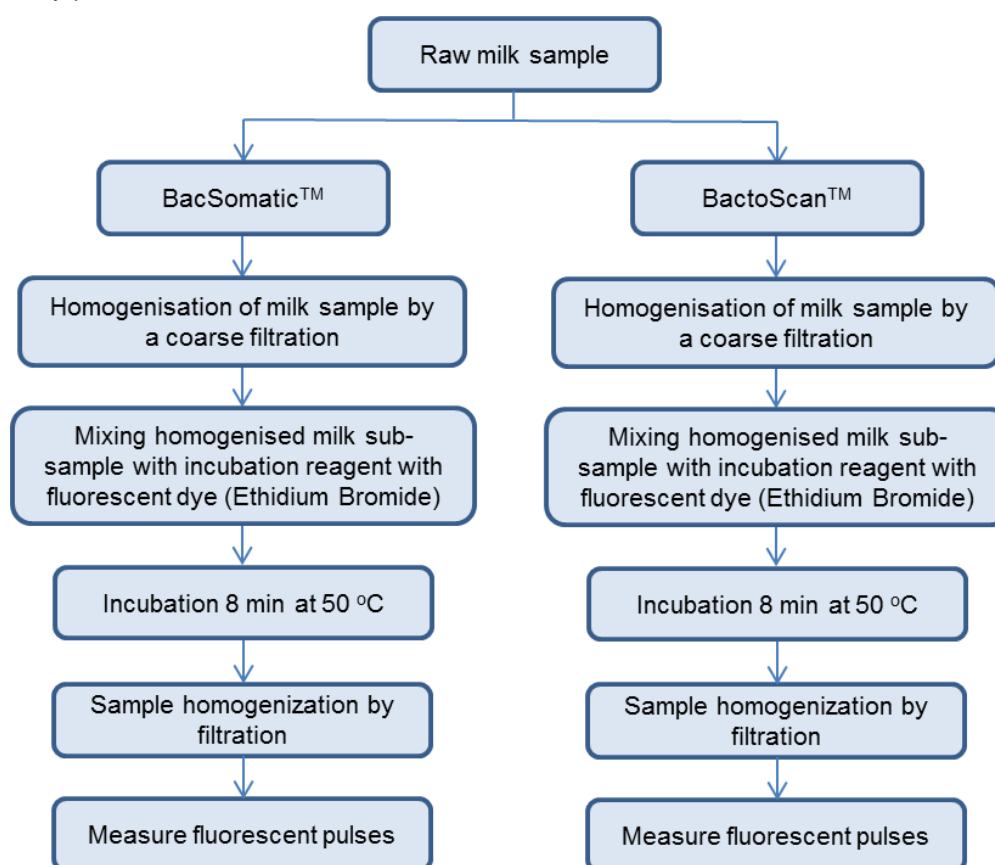 Raw milk sample
BacSomatic™
BactoScan™
Homogenisation of milk sample by
a coarse filtration
Homogenisation of milk sample by
a coarse filtration
Mixing homogenised milk sub-
sample with incubation reagent with
fluorescent dye (Ethidium Bromide)
Mixing homogenised milk sub-
sample with incubation reagent with
fluorescent dye (Ethidium Bromide)
Incubation 8 min at 50 ºC
Incubation 8 min at 50 ºC
Sample homogenization by
filtration
Sample homogenization by
filtration
Measure fluorescent pulses
Measure fluorescent pulses